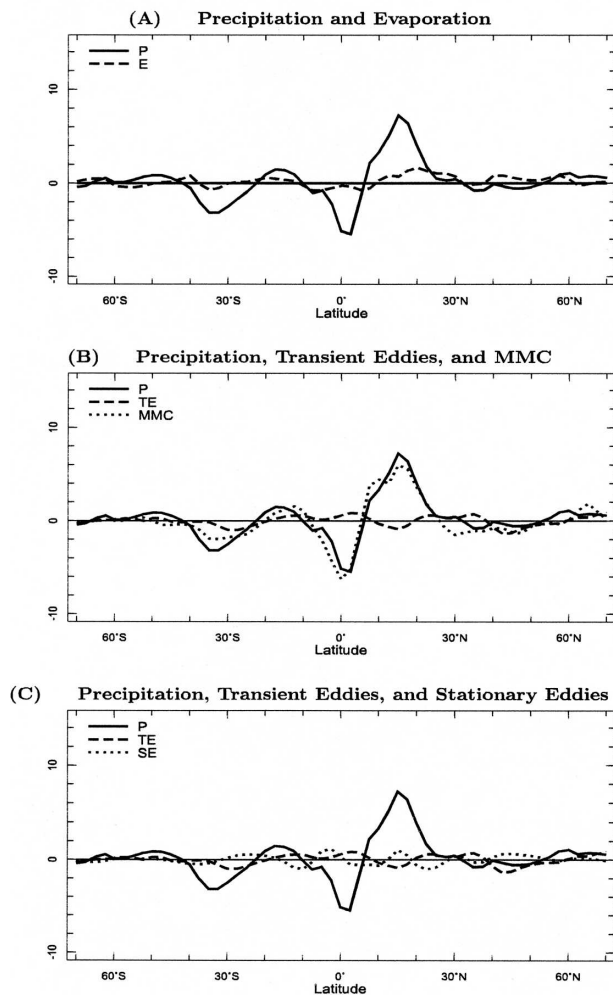 (A) Precipitation and Evaporation
P
E
10
0
-10
60°S 30°S 0° 30°N 60°N
Latitude
(B) Precipitation, Transient Eddies, and MMC
P
TE
MMC
10
0
-10
60°S 30°S 0° 30°N 60°N
Latitude
(C) Precipitation, Transient Eddies, and Stationary Eddies
P
TE
SE
10
0
-10
60°S 30°S 0° 30°N 60°N
Latitude